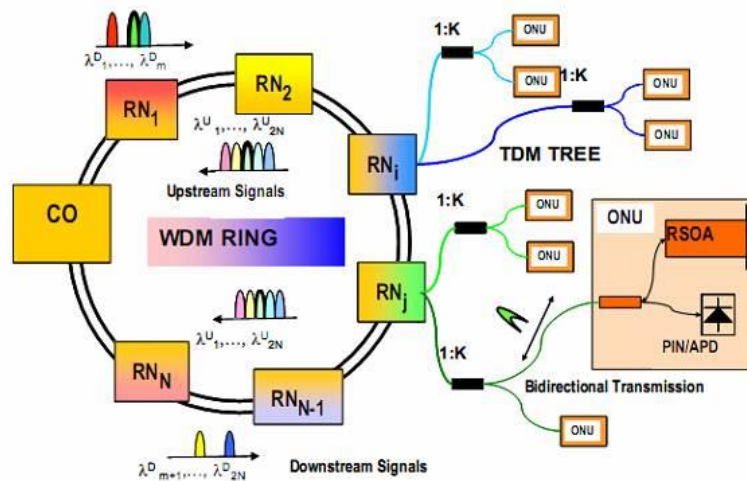 λᴰ₁,..., λᴰₘ
RN₁
RN₂
λᵁ₁,..., λᵁ₂N
Upstream Signals
CO
WDM RING
RNᵢ
1:K
ONU
ONU
1:K
ONU
ONU
TDM TREE
RNⱼ
1:K
ONU
ONU
ONU
RSOA
PIN/APD
λᵁ₁,..., λᵁ₂N
1:K
Bidirectional Transmission
ONU
RN_N
RN_N-1
λᴰₘ₊₁,..., λᴰ₂N
Downstream Signals